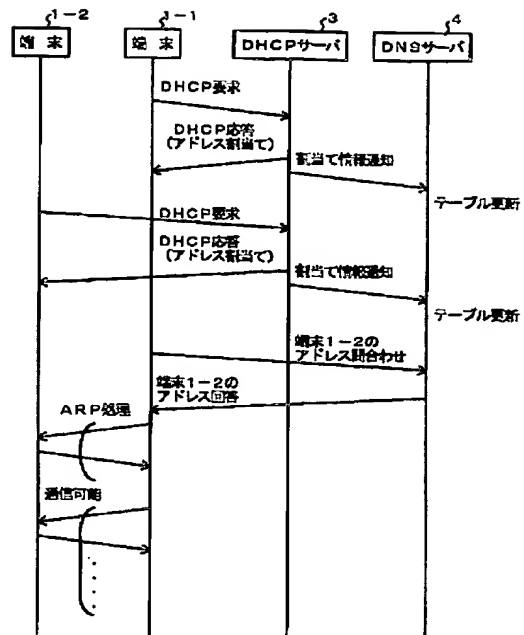 1-2
1-1
3
4
端末
端末
DHCPサーバ
DNSサーバ
DHCP要求
DHCP応答
(アドレス割当て)
割当て情報通知
テーブル更新
DHCP要求
DHCP応答
(アドレス割当て)
割当て情報通知
テーブル更新
端末1-2の
アドレス問合わせ
端末1-2の
アドレス回答
ARP処理
通信可能